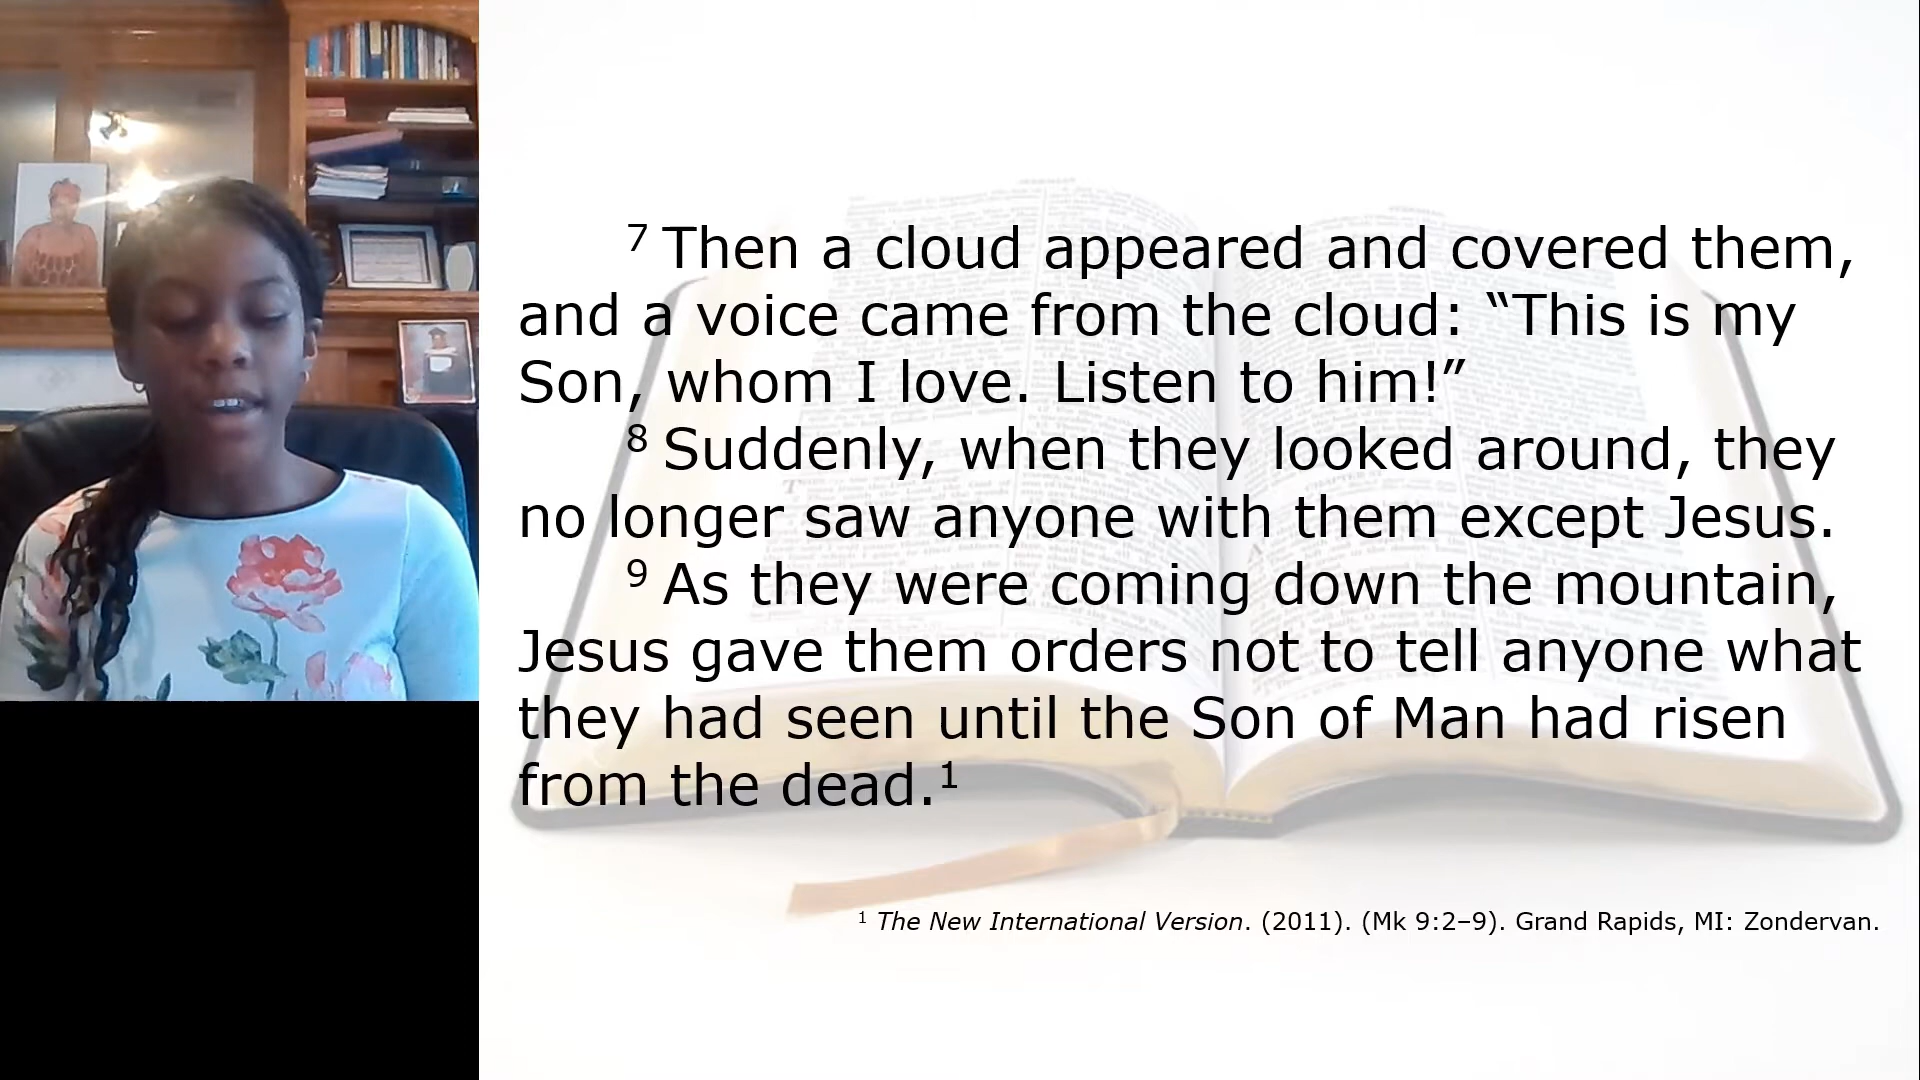 ⁷ Then a cloud appeared and covered them,
and a voice came from the cloud: “This is my
Son, whom I love. Listen to him!”
⁸ Suddenly, when they looked around, they
no longer saw anyone with them except Jesus.
⁹ As they were coming down the mountain,
Jesus gave them orders not to tell anyone what
they had seen until the Son of Man had risen
from the dead.¹
¹ The New International Version. (2011). (Mk 9:2–9). Grand Rapids, MI: Zondervan.